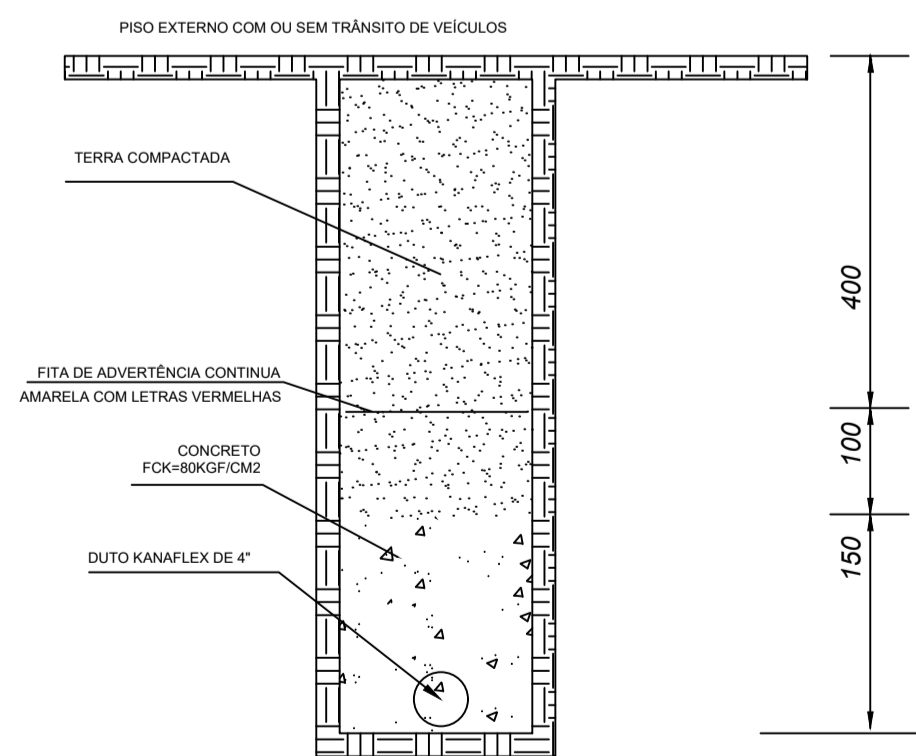 PISO EXTERNO COM OU SEM TRÂNSITO DE VEÍCULOS
TERRA COMPACTADA
400
FITA DE ADVERTÊNCIA CONTINUA
AMARELA COM LETRAS VERMELHAS
100
CONCRETO
FCK=80KGF/CM2
150
DUTO KANAFLEX DE 4"